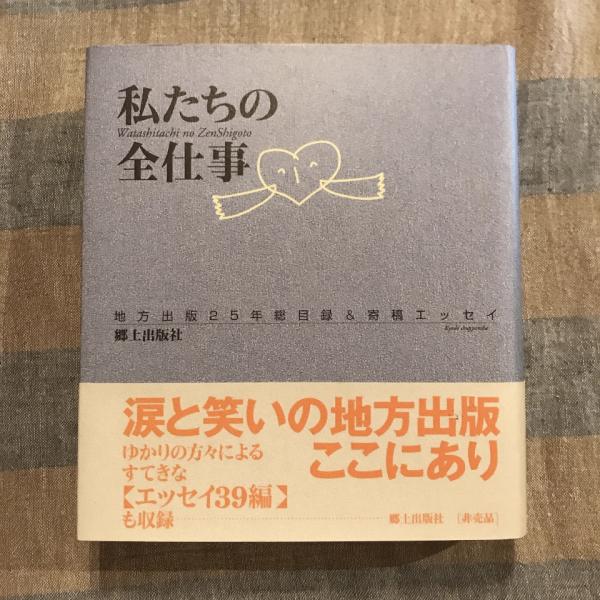 私たちの
Watashitachi no ZenShigoto
全仕事
地方出版25年総目録&寄稿エッセイ
郷土出版社
涙と笑いの地方出版
ここにあり
ゆかりの方々による
すてきな
【エッセイ39編】
も収録
郷土出版社 [非売品]